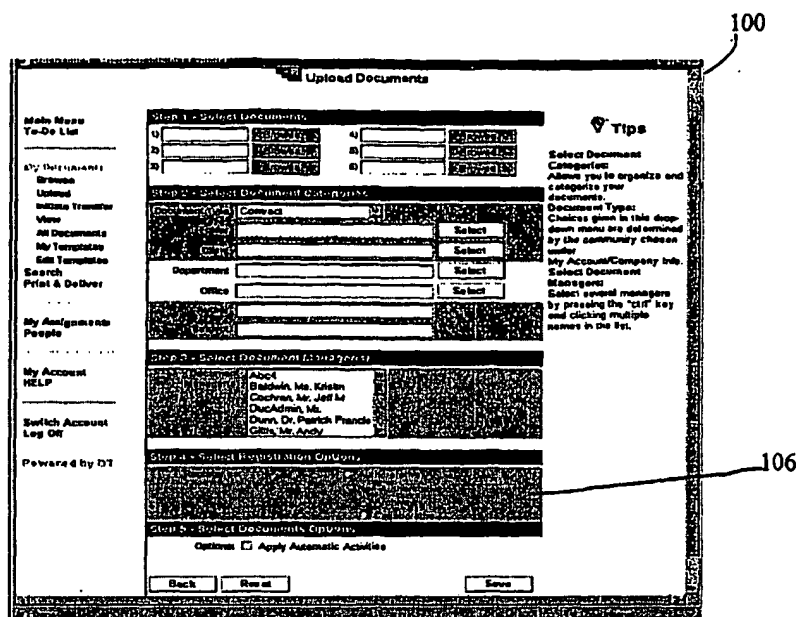 100
Upload Documents
Main Menu
To-Do List
My Documents
Browse
Upload
Initiate Transfer
View
All Documents
My Templates
Edit Templates
Search
Print & Deliver
My Assignments
People
My Account
HELP
Switch Account
Log Off
Powered by DT
Step 1 - Select Documents
1)
4)
2)
5)
3)
6)
Step 2 - Select Document Categories
Contract
Select
Select
Department
Select
Office
Select
Step 3 - Select Document Manager(s)
Abc4
Baldwin, Ms. Kristin
Cochran, Mr. Jeff M
DucAdmin, Mr.
Dunn, Dr. Patrick Francis
Gittis, Mr. Andy
Step 4 - Select Registration Options
106
Step 5 - Select Documents Options
Options: Apply Automatic Activities
Back
Reset
Save
Tips
Select Document
Categories:
Allows you to organize and
categorize your
documents.
Document Type:
Choices given in this drop-
down menu are determined
by the community chosen
under
My Account/Company Info.
Select Document
Managers:
Select several managers
by pressing the "ctrl" key
and clicking multiple
names in the list.